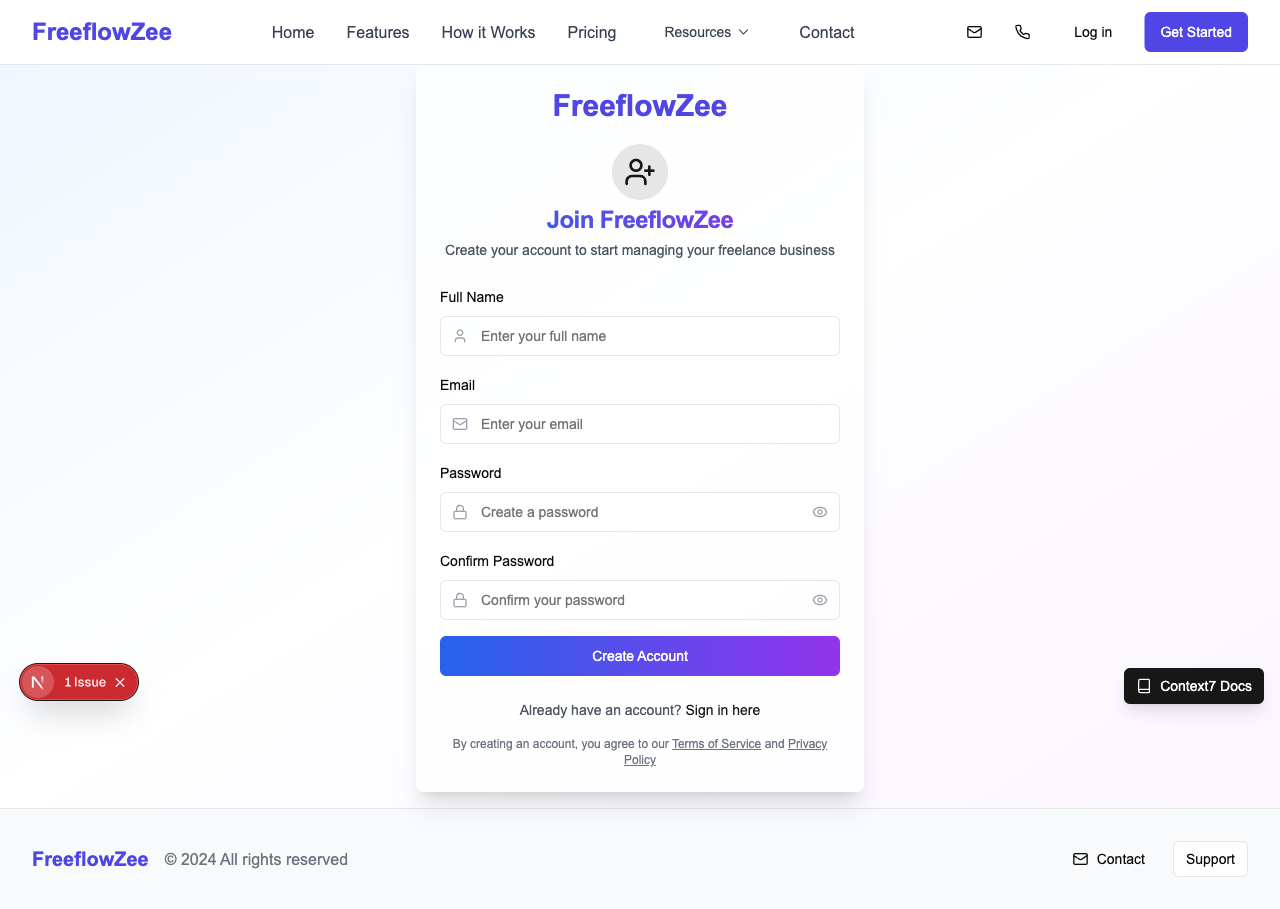 FreeflowZee
Home Features How it Works Pricing Resources Contact Log in Get Started
FreeflowZee
Join FreeflowZee
Create your account to start managing your freelance business
Full Name
Enter your full name
Email
Enter your email
Password
Create a password
Confirm Password
Confirm your password
Create Account
N 1 Issue
Context7 Docs
Already have an account? Sign in here
By creating an account, you agree to our Terms of Service and Privacy
Policy
FreeflowZee © 2024 All rights reserved Contact Support